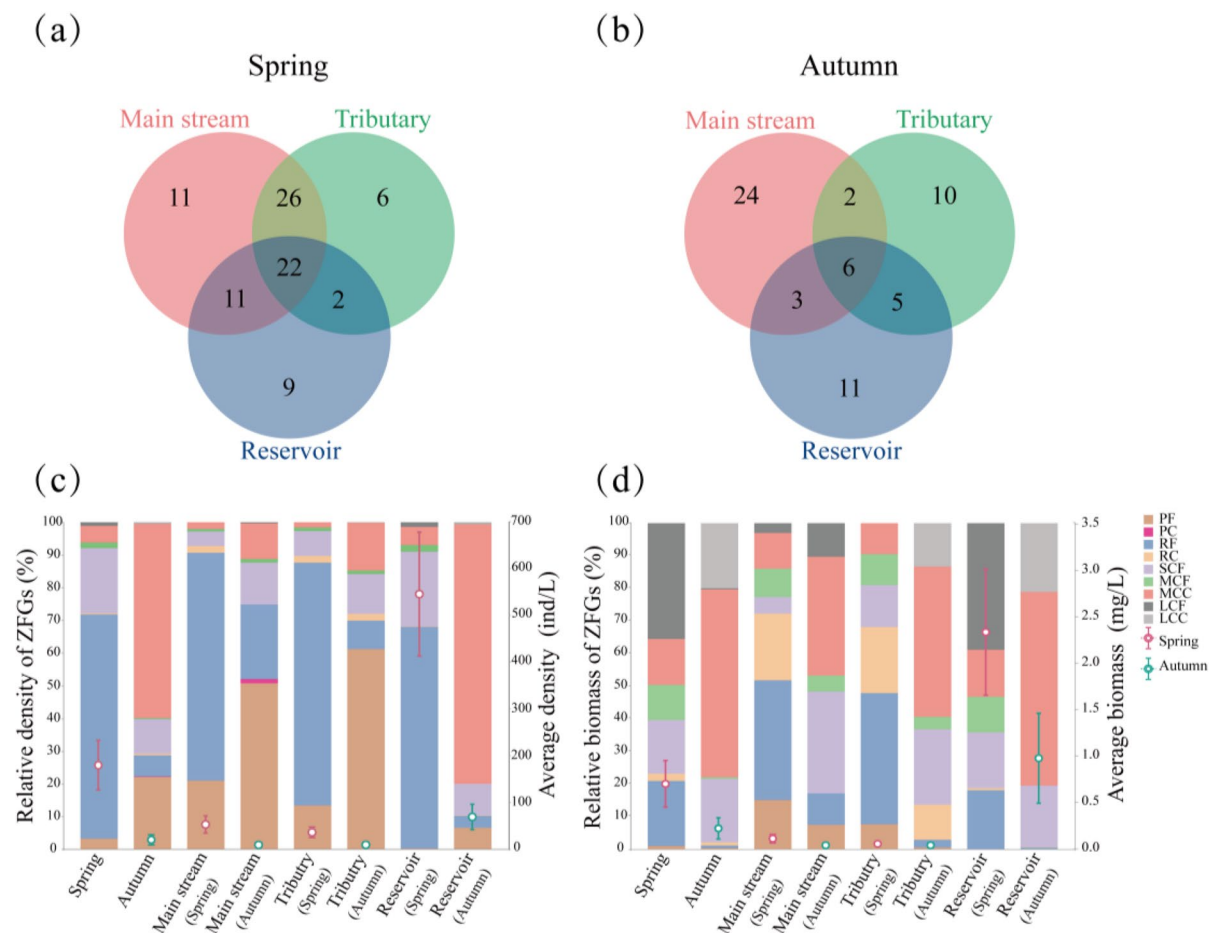 (a)
Spring
Main stream
Tributary
11
26
6
22
11
2
9
Reservoir
(b)
Autumn
Main stream
Tributary
24
2
10
6
3
5
11
Reservoir
(c)
Relative density of ZFGs (%)
100
90
80
70
60
50
40
30
20
10
0
700
600
500
400
300
200
100
0
Average density (ind/L)
Spring
Autumn
Main stream
(Spring)
Main stream
(Autumn)
Tributry
(Spring)
Tributry
(Autumn)
Reservoir
(Spring)
Reservoir
(Autumn)
(d)
Relative biomass of ZFGs (%)
100
90
80
70
60
50
40
30
20
10
0
3.5
3.0
2.5
2.0
1.5
1.0
0.5
0.0
Average biomass (mg/L)
Spring
Autumn
Main stream
(Spring)
Main stream
(Autumn)
Tributry
(Spring)
Tributry
(Autumn)
Reservoir
(Spring)
Reservoir
(Autumn)
PF
PC
RF
RC
SCF
MCF
MCC
LCF
LCC
Spring
Autumn